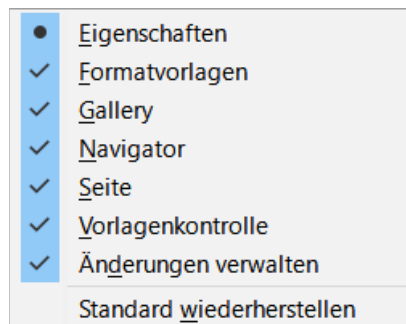 Eigenschaften
Formatvorlagen
Gallery
Navigator
Seite
Vorlagenkontrolle
Änderungen verwalten
Standard wiederherstellen